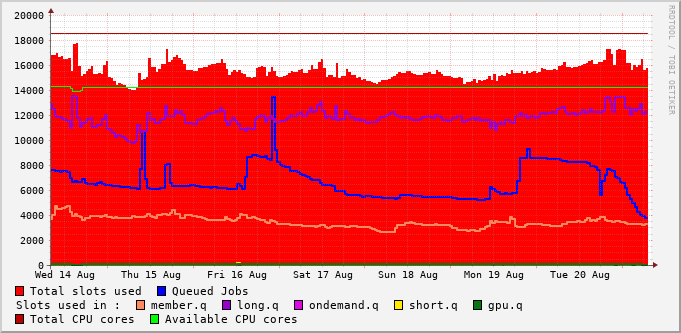 20000
18000
16000
14000
12000
10000
8000
6000
4000
2000
0
Wed 14 Aug Thu 15 Aug Fri 16 Aug Sat 17 Aug Sun 18 Aug Mon 19 Aug Tue 20 Aug
Total slots used Queued Jobs
Slots used in : member.q long.q ondemand.q short.q gpu.q
Total CPU cores Available CPU cores
RRDTOOL / TOBI OETIKER